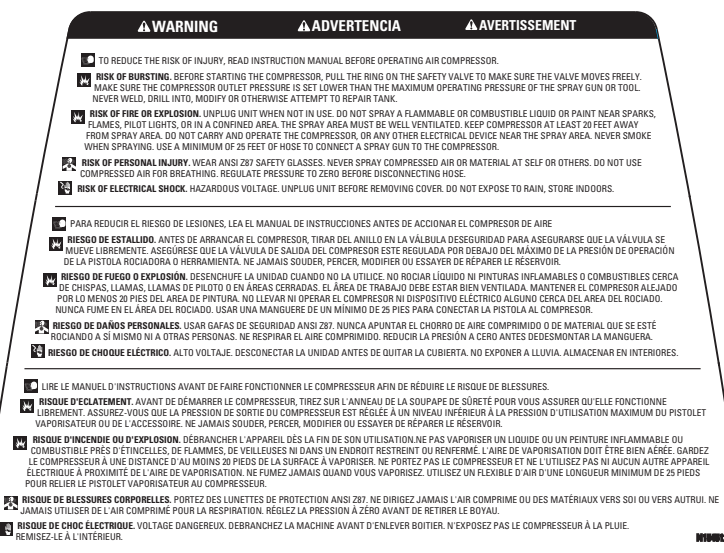 WARNING ADVERTENCIA AVERTISSEMENT
TO REDUCE THE RISK OF INJURY, READ INSTRUCTION MANUAL BEFORE OPERATING AIR COMPRESSOR.
RISK OF BURSTING. BEFORE STARTING THE COMPRESSOR, PULL THE RING ON THE SAFETY VALVE TO MAKE SURE THE VALVE MOVES FREELY.
MAKE SURE THE COMPRESSOR OUTLET PRESSURE IS SET LOWER THAN THE MAXIMUM OPERATING PRESSURE OF THE SPRAY GUN OR TOOL.
NEVER WELD, DRILL INTO, MODIFY OR OTHERWISE ATTEMPT TO REPAIR TANK.
RISK OF FIRE OR EXPLOSION. UNPLUG UNIT WHEN NOT IN USE. DO NOT SPRAY A FLAMMABLE OR COMBUSTIBLE LIQUID OR PAINT NEAR SPARKS,
FLAMES, PILOT LIGHTS, OR IN A CONFINED AREA. THE SPRAY AREA MUST BE WELL VENTILATED. KEEP COMPRESSOR AT LEAST 20 FEET AWAY
FROM SPRAY AREA. DO NOT CARRY AND OPERATE THE COMPRESSOR, OR ANY OTHER ELECTRICAL DEVICE NEAR THE SPRAY AREA. NEVER SMOKE
WHEN SPRAYING. USE A MINIMUM OF 25 FEET OF HOSE TO CONNECT A SPRAY GUN TO THE COMPRESSOR.
RISK OF PERSONAL INJURY. WEAR ANSI Z87 SAFETY GLASSES. NEVER SPRAY COMPRESSED AIR OR MATERIAL AT SELF OR OTHERS. DO NOT USE
COMPRESSED AIR FOR BREATHING. REGULATE PRESSURE TO ZERO BEFORE DISCONNECTING HOSE.
RISK OF ELECTRICAL SHOCK. HAZARDOUS VOLTAGE. UNPLUG UNIT BEFORE REMOVING COVER. DO NOT EXPOSE TO RAIN, STORE INDOORS.
PARA REDUCIR EL RIESGO DE LESIONES, LEA EL MANUAL DE INSTRUCCIONES ANTES DE ACCIONAR EL COMPRESOR DE AIRE
RIESGO DE ESTALLIDO. ANTES DE ARRANCAR EL COMPRESOR, TIRAR DEL ANILLO EN LA VÁLBULA DESEGURIDAD PARA ASEGURARSE QUE LA VÁLVULA SE
MUEVE LIBREMENTE. ASEGÚRESE QUE LA VÁLVULA DE SALIDA DEL COMPRESOR ESTE REGULADA POR DEBAJO DEL MÁXIMO DE LA PRESIÓN DE OPERACIÓN
DE LA PISTOLA ROCIADORA O HERRAMIENTA. NE JAMAIS SOUDER, PERCER, MODIFIER OU ESSAYER DE RÉPARER LE RÉSERVOIR.
RIESGO DE FUEGO O EXPLOSIÓN. DESENCHUFE LA UNIDAD CUANDO NO LA UTILICE. NO ROCIAR LÍQUIDO NI PINTURAS INFLAMABLES O COMBUSTIBLES CERCA
DE CHISPAS, LLAMAS, LLAMAS DE PILOTO O EN ÁREAS CERRADAS. EL ÁREA DE TRABAJO DEBE ESTAR BIEN VENTILADA. MANTENER EL COMPRESOR ALEJADO
POR LO MENOS 20 PIES DEL AREA DE PINTURA. NO LLEVAR NI OPERAR EL COMPRESOR NI DISPOSITIVO ELÉCTRICO ALGUNO CERCA DEL AREA DEL ROCIADO.
NUNCA FUME EN EL ÁREA DEL ROCIADO. USAR UNA MANGUERE DE UN MÍNIMO DE 25 PIES PARA CONECTAR LA PISTOLA AL COMPRESOR.
RIESGO DE DAÑOS PERSONALES. USAR GAFAS DE SEGURIDAD ANSI Z87. NUNCA APUNTAR EL CHORRO DE AIRE COMPRIMIDO O DE MATERIAL QUE SE ESTÉ
ROCIANDO A SÍ MISMO NI A OTRAS PERSONAS. NE RESPIRAR EL AIRE COMPRIMIDO. REDUCIR LA PRESIÓN A CERO ANTES DEDESMONTAR LA MANGUERA.
RIESGO DE CHOQUE ELÉCTRICO. ALTO VOLTAJE. DESCONECTAR LA UNIDAD ANTES DE QUITAR LA CUBIERTA. NO EXPONER A LLUVIA. ALMACENAR EN INTERIORES.
LIRE LE MANUEL D'INSTRUCTIONS AVANT DE FAIRE FONCTIONNER LE COMPRESSEUR AFIN DE RÉDUIRE LE RISQUE DE BLESSURES.
RISQUE D'ECLATEMENT. AVANT DE DÉMARRER LE COMPRESSEUR, TIREZ SUR L'ANNEAU DE LA SOUPAPE DE SÛRETÉ POUR VOUS ASSURER QU'ELLE FONCTIONNE
LIBREMENT. ASSUREZ-VOUS QUE LA PRESSION DE SORTIE DU COMPRESSEUR EST RÉGLÉE À UN NIVEAU INFÉRIEUR À LA PRESSION D'UTILISATION MAXIMUM DU PISTOLET
VAPORISATEUR OU DE L'ACCESSOIRE. NE JAMAIS SOUDER, PERCER, MODIFIER OU ESSAYER DE RÉPARER LE RÉSERVOIR.
RISQUE D'INCENDIE OU D'EXPLOSION. DÉBRANCHER L'APPAREIL DÈS LA FIN DE SON UTILISATION.NE PAS VAPORISER UN LIQUIDE OU UN PEINTURE INFLAMMABLE OU
COMBUSTIBLE PRÈS D'ÉTINCELLES, DE FLAMMES, DE VEILLEUSES NI DANS UN ENDROIT RESTREINT OU RENFERMÉ. L'AIRE DE VAPORISATION DOIT ÊTRE BIEN AÉRÉE. GARDEZ
LE COMPRESSEUR À UNE DISTANCE D'AU MOINS 20 PIEDS DE LA SURFACE À VAPORISER. NE PORTEZ PAS LE COMPRESSEUR ET NE L'UTILISEZ PAS NI AUCUN AUTRE APPAREIL
ÉLECTRIQUE À PROXIMITÉ DE L'AIRE DE VAPORISATION. NE FUMEZ JAMAIS QUAND VOUS VAPORISEZ. UTILISEZ UN FLEXIBLE D'AIR D'UNE LONGUEUR MINIMUM DE 25 PIEDS
POUR RELIER LE PISTOLET VAPORISATEUR AU COMPRESSEUR.
RISQUE DE BLESSURES CORPORELLES. PORTEZ DES LUNETTES DE PROTECTION ANSI Z87. NE DIRIGEZ JAMAIS L'AIR COMPRIME OU DES MATÉRIAUX VERS SOI OU VERS AUTRUI. NE
JAMAIS UTILISER DE L'AIR COMPRIMÉ POUR LA RESPIRATION. RÉGLEZ LA PRESSION À ZÉRO AVANT DE RETIRER LE BOYAU.
RISQUE DE CHOC ÉLECTRIQUE. VOLTAGE DANGEREUX. DEBRANCHEZ LA MACHINE AVANT D'ENLEVER BOITIER. N'EXPOSEZ PAS LE COMPRESSEUR À LA PLUIE.
REMISEZ-LE À L'INTÉRIEUR.